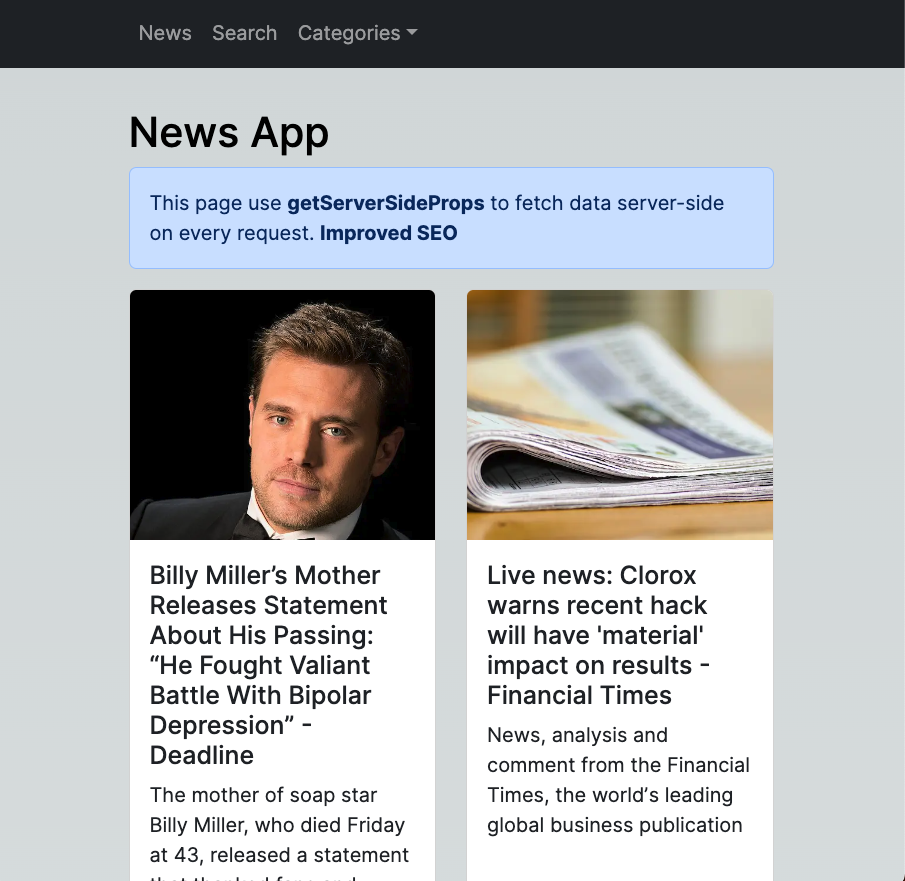 News Search Categories
News App
This page use getServerSideProps to fetch data server-side
on every request. Improved SEO
Billy Miller’s Mother
Releases Statement
About His Passing:
“He Fought Valiant
Battle With Bipolar
Depression” -
Deadline
The mother of soap star
Billy Miller, who died Friday
at 43, released a statement
that thanked fans and
Live news: Clorox
warns recent hack
will have 'material'
impact on results -
Financial Times
News, analysis and
comment from the Financial
Times, the world’s leading
global business publication